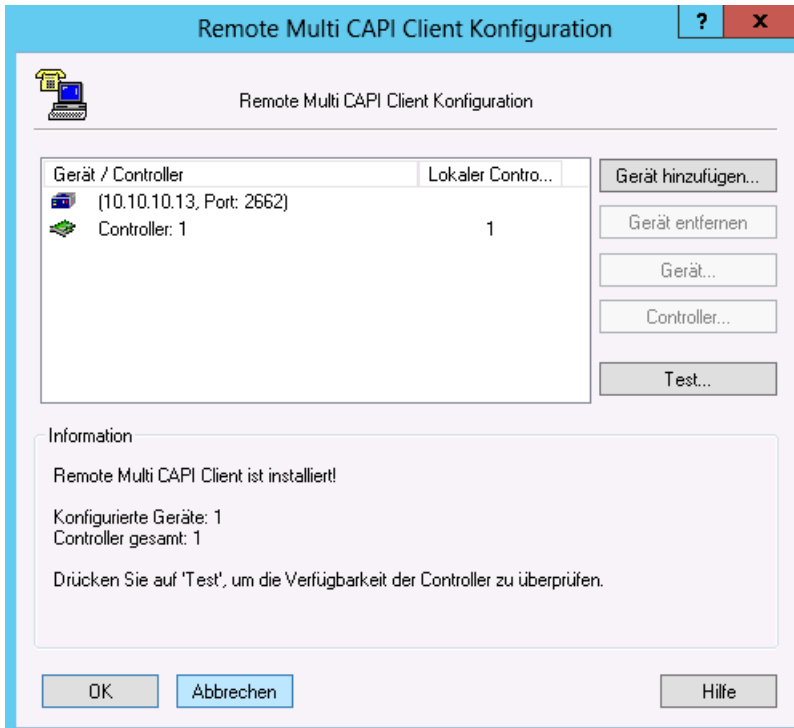 Remote Multi CAPI Client Konfiguration
? x
Remote Multi CAPI Client Konfiguration
Gerät / Controller Lokaler Contro...
(10.10.10.13, Port: 2662)
Controller: 1 1
Gerät hinzufügen...
Gerät entfernen
Gerät...
Controller...
Test...
Information
Remote Multi CAPI Client ist installiert!
Konfigurierte Geräte: 1
Controller gesamt: 1
Drücken Sie auf 'Test', um die Verfügbarkeit der Controller zu überprüfen.
OK Abbrechen Hilfe